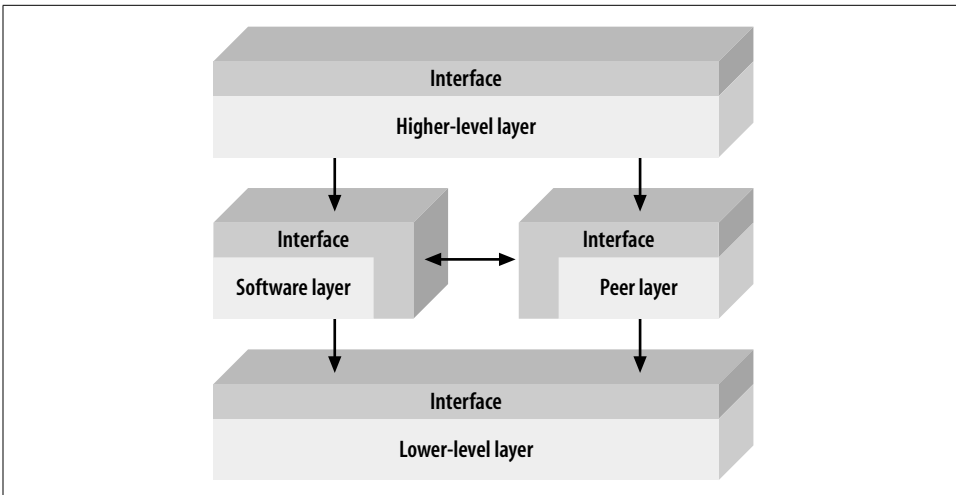 Interface
Higher-level layer
Interface
Interface
Software layer
Peer layer
Interface
Lower-level layer